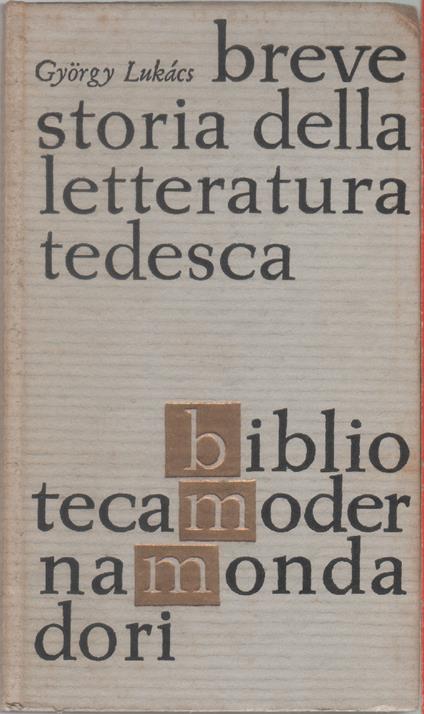 György Lukács breve
storia della
letteratura
tedesca
biblio
tecamoder
namonda
dori